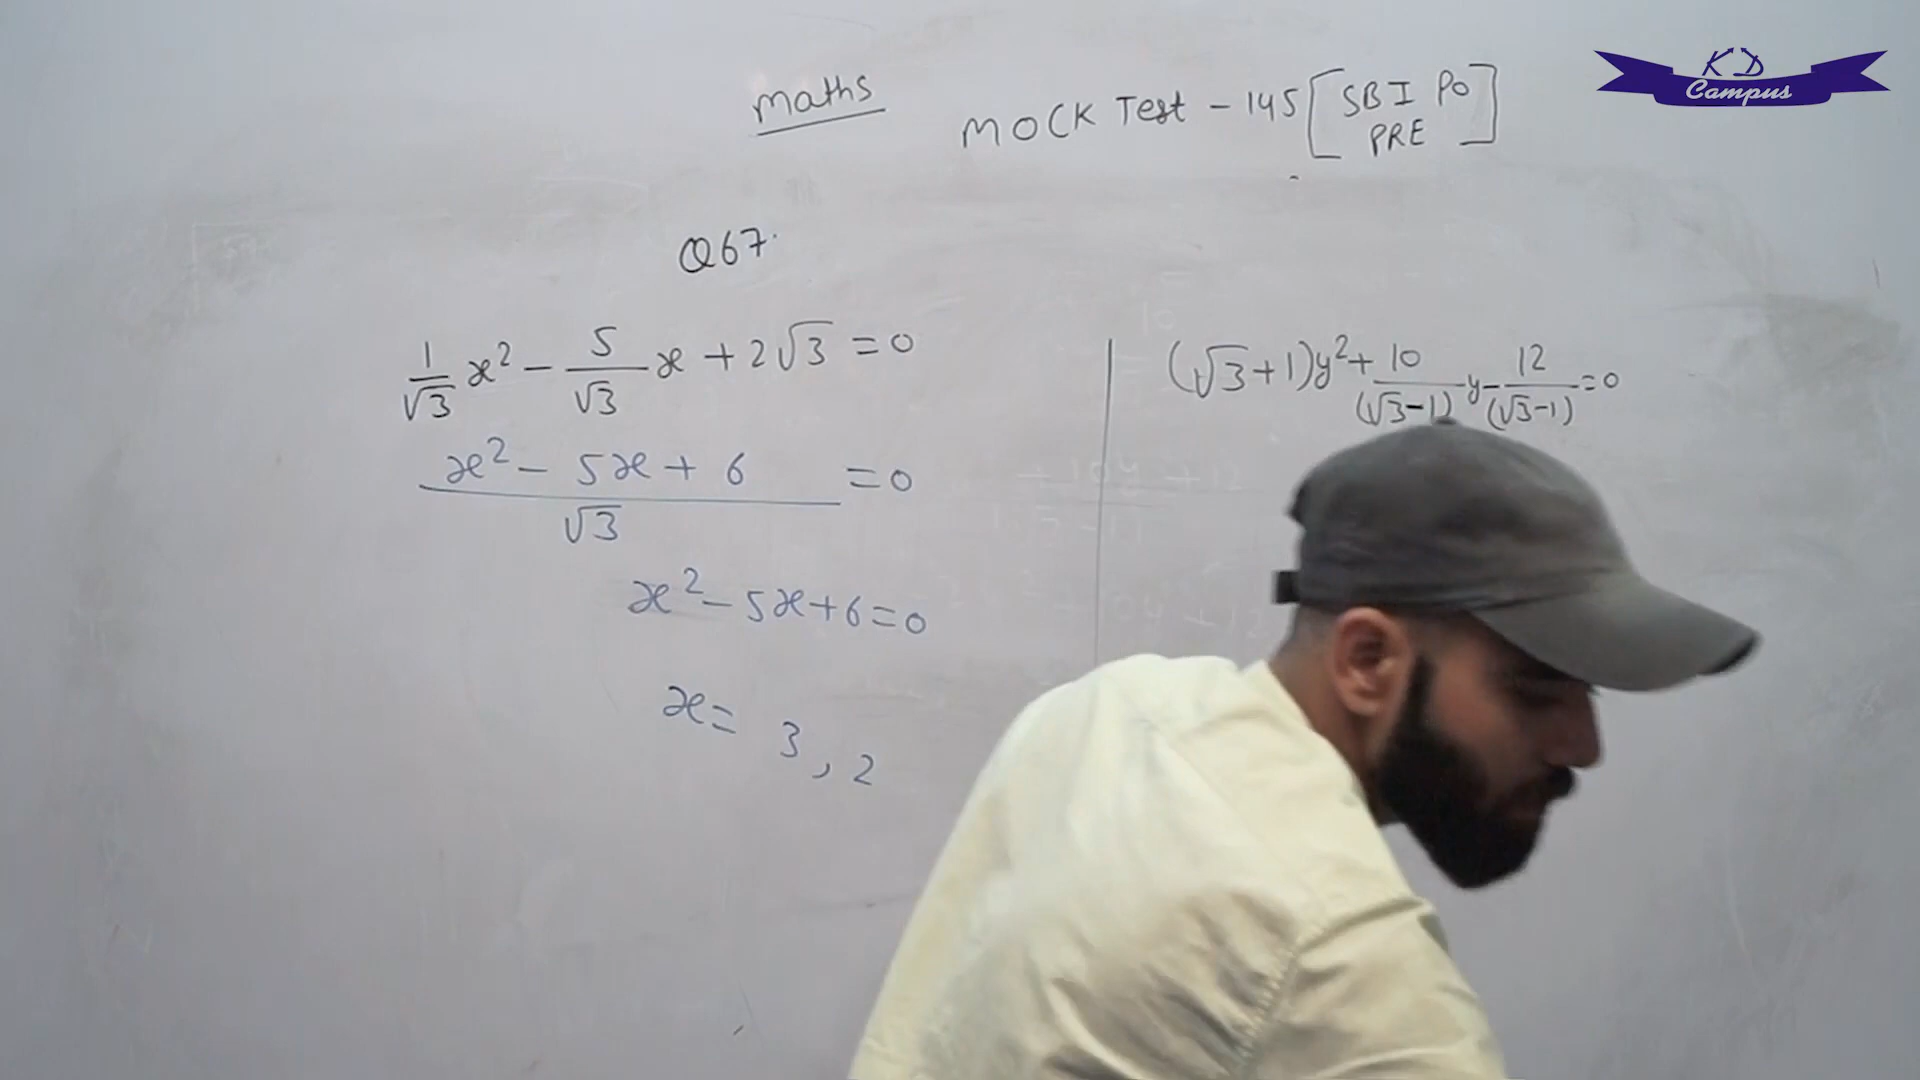 KD
Campus
Maths
MOCK Test - 145 [SBI PO PRE]
Q67.
1/√3 x² - 5/√3 x + 2√3 = 0
(√3+1)y² + 10/(√3-1) y - 12/(√3-1) = 0
x² - 5x + 6 / √3 = 0
x² - 5x + 6 = 0
x = 3, 2